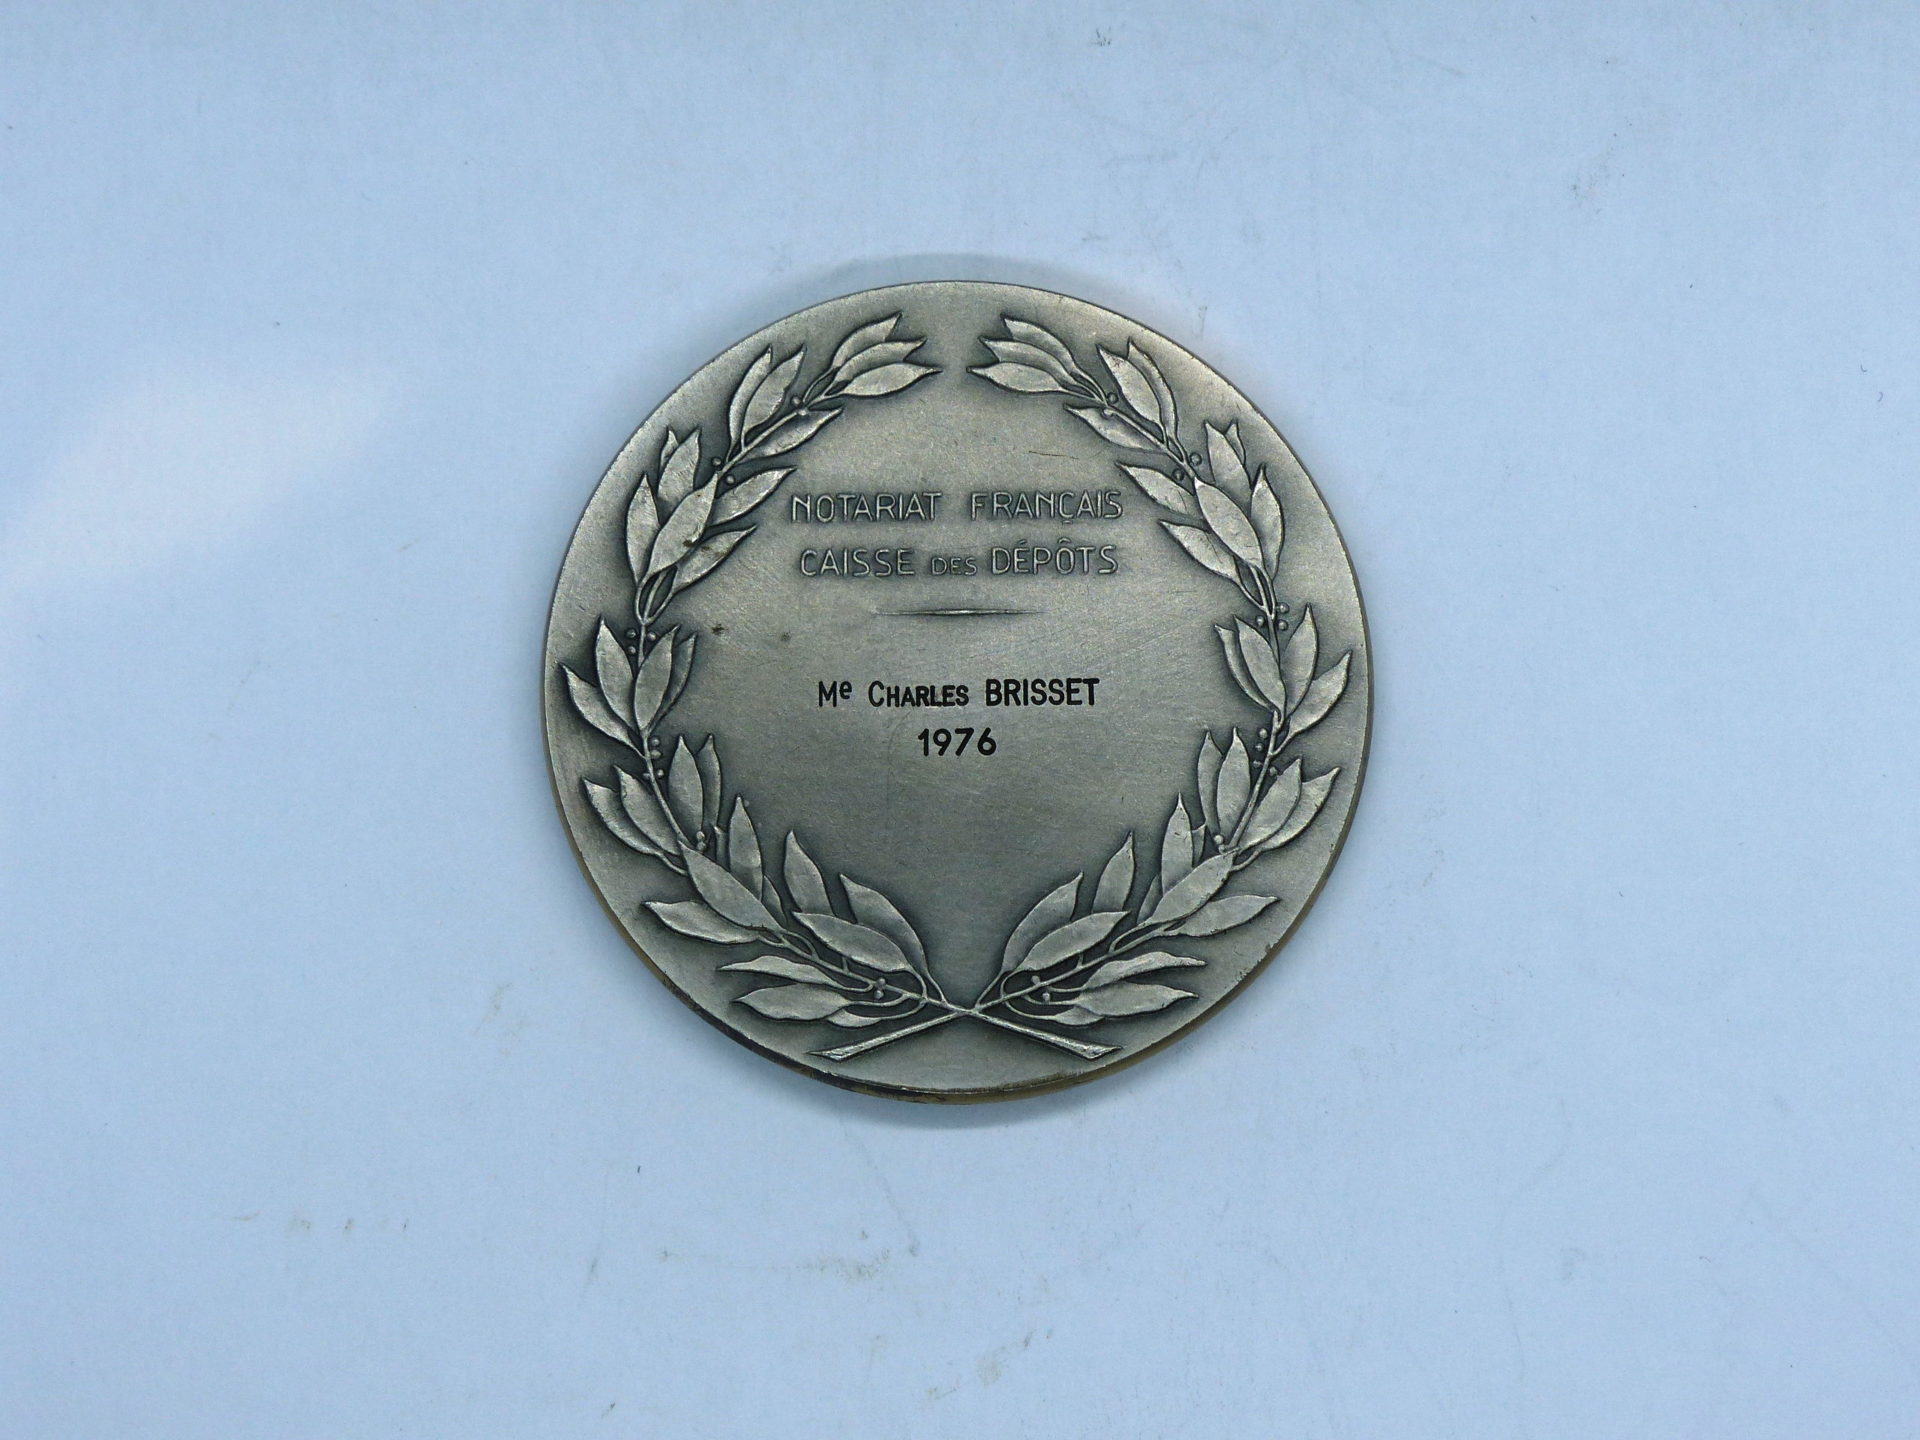 NOTARIAT FRANÇAIS
CAISSE DES DÉPÔTS
Me CHARLES BRISSET
1976